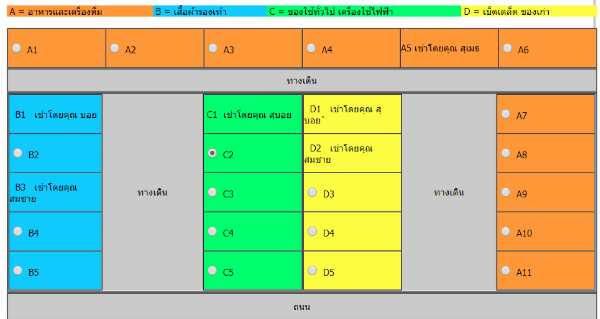 A = อาหารและเครื่องดื่ม B = เสื้อผ้ารองเท้า C = ของใช้ทั่วไป เครื่องใช้ไฟฟ้า D = เบ็ดเตล็ด ของเก่า
A1 A2 A3 A4 A5 เช่าโดยคุณ สุเมธ A6
ทางเดิน
B1 เช่าโดยคุณ บอย
C1 เช่าโดยคุณ สุบอย
D1 เช่าโดยคุณ สุ
บอย`
A7
B2
C2
D2 เช่าโดยคุณ
สมชาย
A8
B3 เช่าโดยคุณ
สมชาย
ทางเดิน
C3
D3
ทางเดิน
A9
B4
C4
D4
A10
B5
C5
D5
A11
ถนน